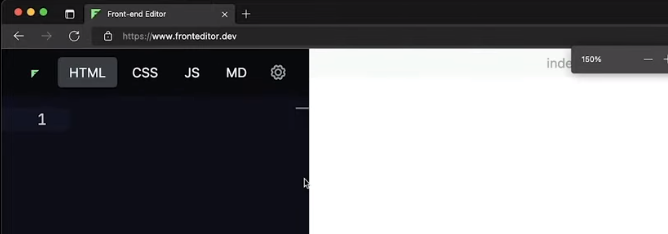 Front-end Editor
https://www.fronteditor.dev
HTML CSS JS MD
inde
150%
1